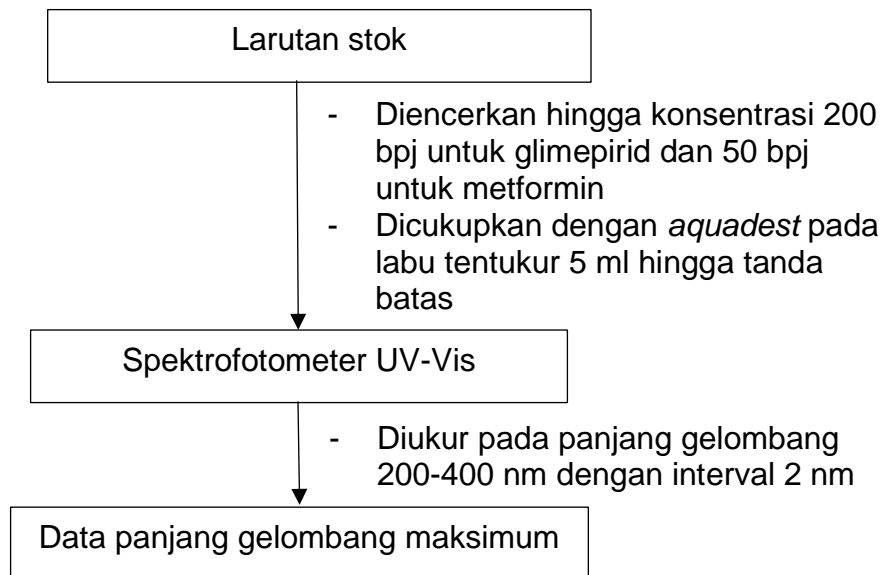 Larutan stok
- Diencerkan hingga konsentrasi 200
bpj untuk glimepirid dan 50 bpj
untuk metformin
- Dicukupkan dengan aquadest pada
labu tentukur 5 ml hingga tanda
batas
Spektrofotometer UV-Vis
- Diukur pada panjang gelombang
200-400 nm dengan interval 2 nm
Data panjang gelombang maksimum